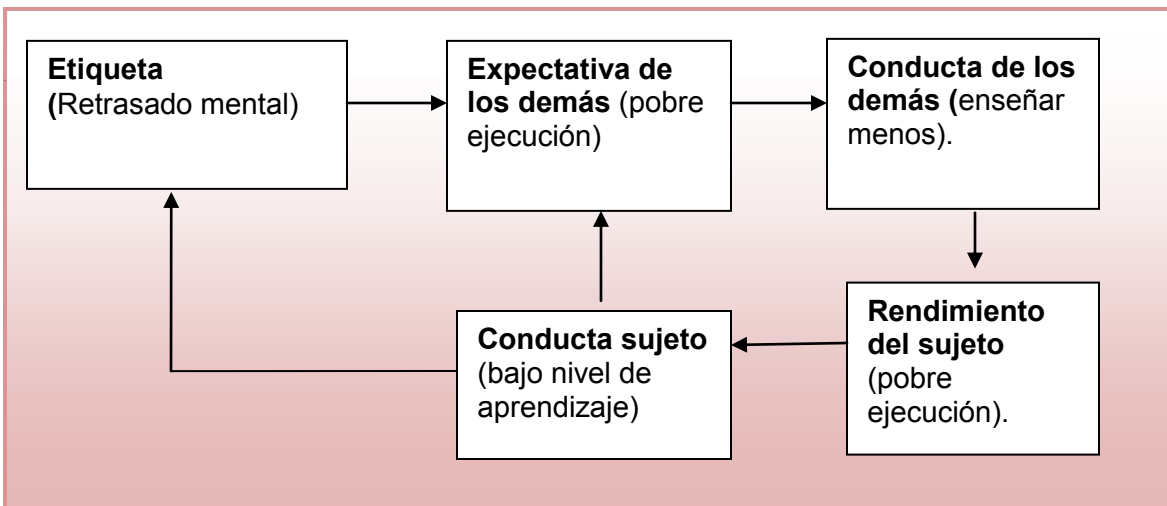 Etiqueta
(Retrasado mental)
Expectativa de
los demás (pobre
ejecución)
Conducta de los
demás (enseñar
menos).
Rendimiento
del sujeto
(pobre
ejecución).
Conducta sujeto
(bajo nivel de
aprendizaje)